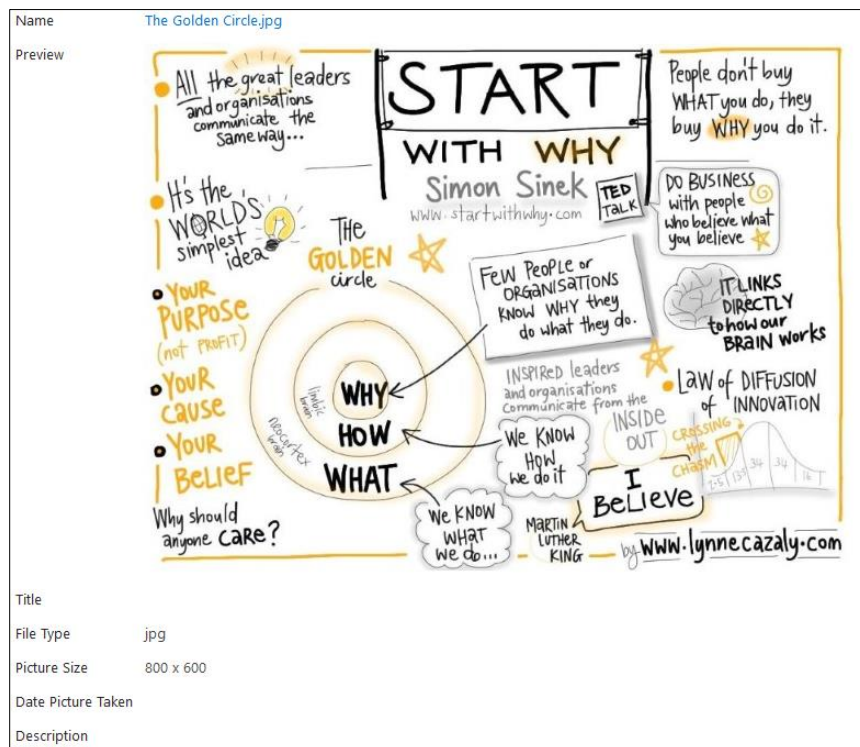 Name The Golden Circle.jpg
Preview
All the great leaders
and organisations
communicate the
same way...
START
WITH WHY
Simon Sinek
www.startwithwhy.com
TED
TALK
People don't buy
WHAT you do, they
buy WHY you do it.
It's the
WORLD'S
simplest
idea
THE
GOLDEN
circle
DO BUSINESS
with people
who believe what
you believe
FEW PEOPLE or
ORGANISATIONS
KNOW WHY they
do what they do.
IT LINKS
DIRECTLY
to how our
BRAIN works
YOUR
PURPOSE
(not PROFIT)
YOUR
CAUSE
YOUR
BELIEF
Why should
anyone CARE?
WHY
limbic
brain
HOW
neocortex
brain
WHAT
INSPIRED leaders
and organisations
communicate from the
INSIDE
OUT
We KNOW
HOW
we do it
We KNOW
WHAT
we do...
LAW of DIFFUSION
of INNOVATION
CROSSING
the
CHASM
2.5 13.5 34 34 16
I
BELIEVE
MARTIN
LUTHER
KING
by www.lynnecazaly.com
Title
File Type jpg
Picture Size 800 x 600
Date Picture Taken
Description